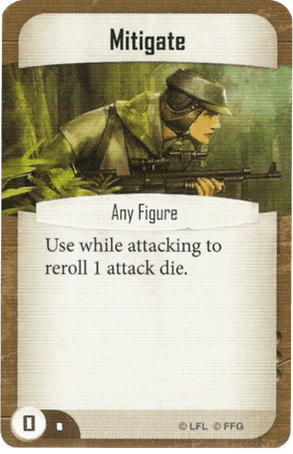 Mitigate
Any Figure
Use while attacking to
reroll 1 attack die.
0
© LFL © FFG